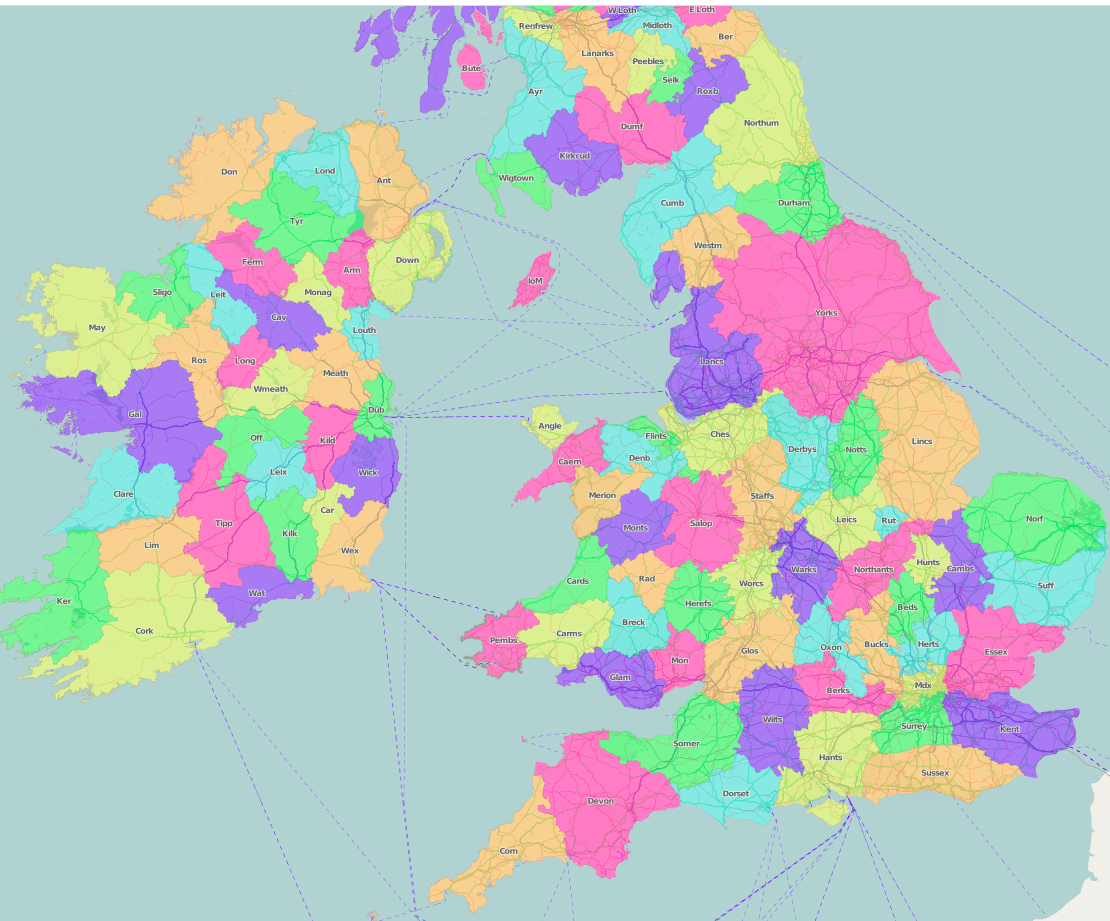 W Loth
E Loth
Renfrew
Midloth
Ber
Lanarks
Peebles
Bute
Selk
Ayr
Roxb
Northum
Dumf
Kirkcud
Don
Lond
Ant
Wigtown
Cumb
Durham
Tyr
Westm
Down
Ferm
Arm
IoM
Sligo
Leit
Monag
Yorks
Cav
May
Louth
Ros
Long
Lancs
Meath
Wmeath
Dub
Gal
Angle
Off
Kild
Flints
Ches
Lincs
Derbys
Notts
Denb
Caern
Leix
Wick
Clare
Merion
Staffs
Car
Tipp
Monts
Salop
Leics
Rut
Norf
Kilk
Lim
Wex
Hunts
Cambs
Warks
Northants
Rad
Cards
Worcs
Suff
Wat
Ker
Herefs
Beds
Breck
Cork
Carms
Pembs
Bucks
Herts
Oxon
Glos
Essex
Mon
Glam
Mdx
Berks
Wilts
Surrey
Kent
Somer
Hants
Sussex
Dorset
Devon
Corn